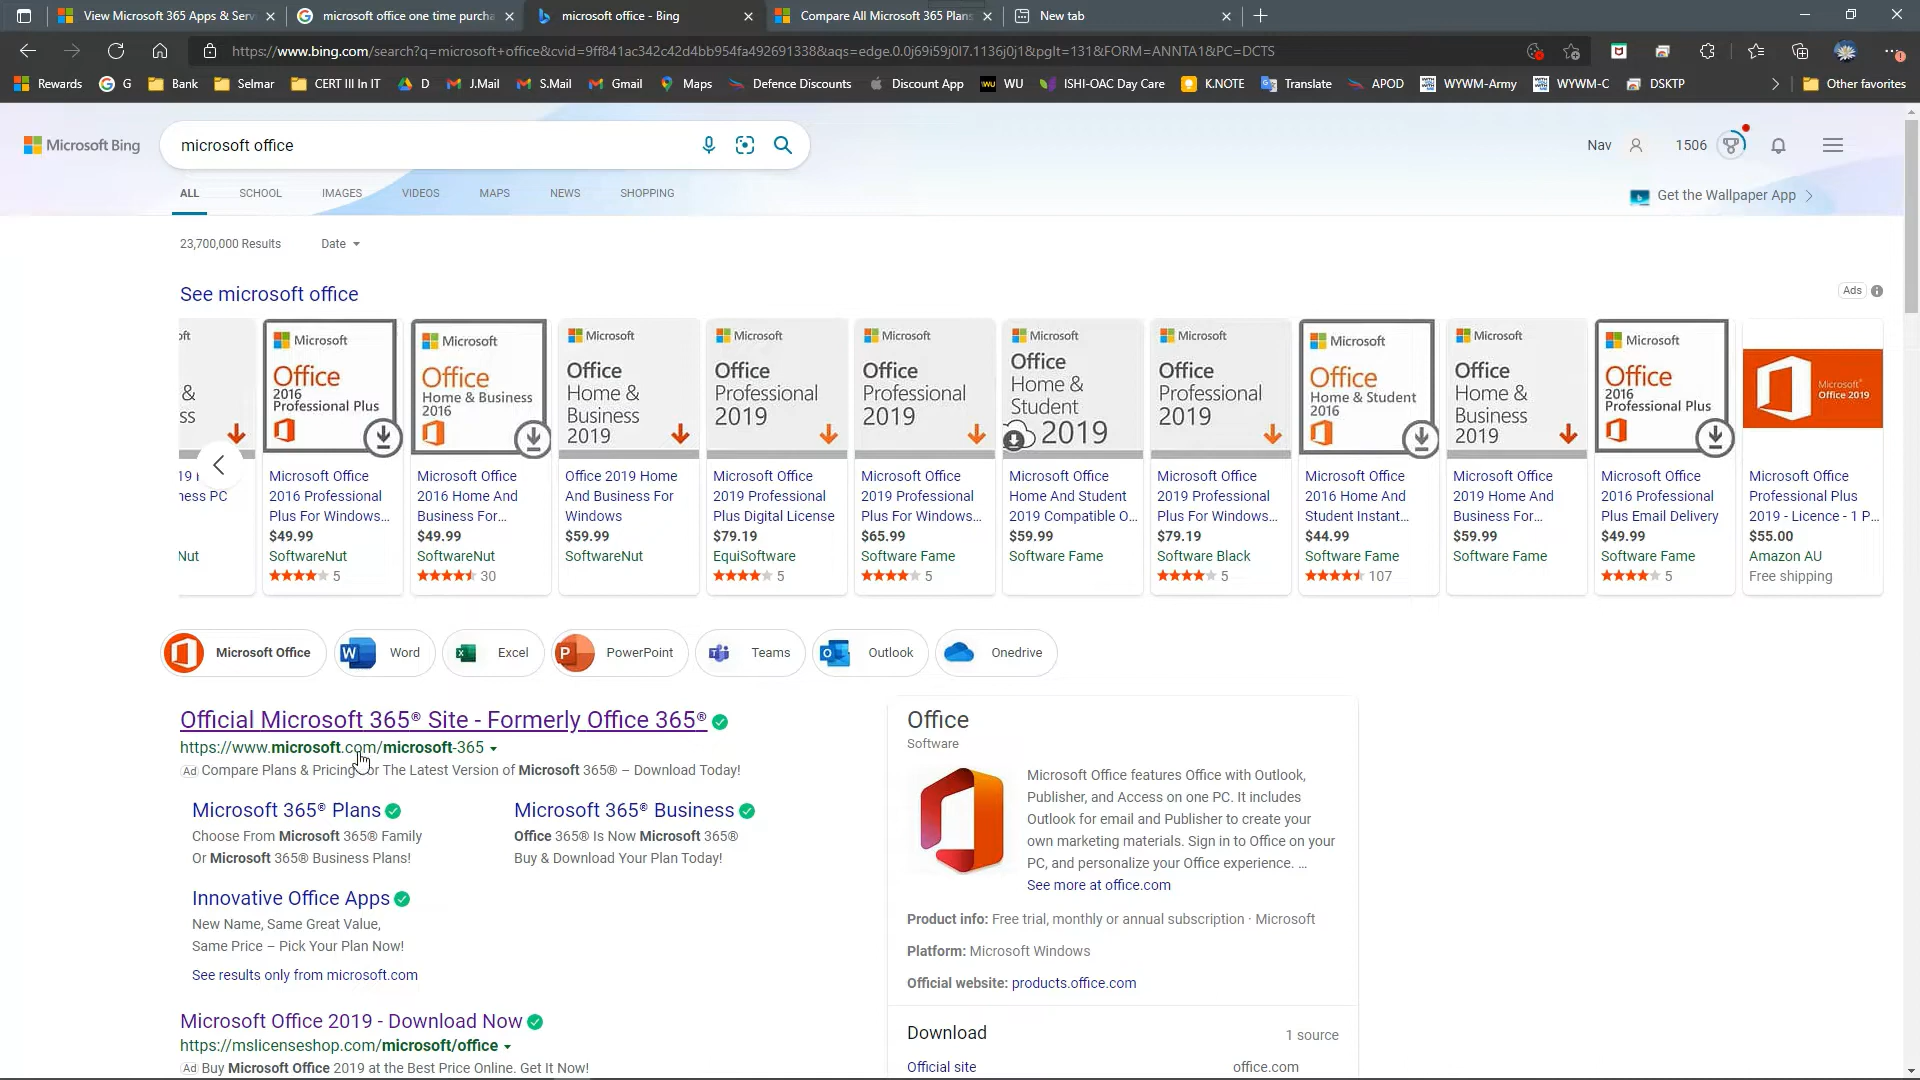 View Microsoft 365 Apps & Serv
microsoft office one time purcha
microsoft office - Bing
Compare All Microsoft 365 Plans
New tab
https://www.bing.com/search?q=microsoft+office&cvid=9ff841ac342c42d4bb954fa492691338&aqs=edge.0.0j69i59j0l7.1136j0j1&pglt=131&FORM=ANNTA1&PC=DCTS
Rewards
G
Bank
Selmar
CERT III In IT
D
J.Mail
S.Mail
Gmail
Maps
Defence Discounts
Discount App
WU
ISHI-OAC Day Care
K.NOTE
Translate
APOD
WYWM-Army
WYWM-C
DSKTP
Other favorites
Microsoft Bing
microsoft office
Nav
1506
ALL
SCHOOL
IMAGES
VIDEOS
MAPS
NEWS
SHOPPING
Get the Wallpaper App
23,700,000 Results
Date
See microsoft office
Ads
oft
&
ss
19 
ness PC
Nut
Microsoft
Office
2016
Professional Plus
Microsoft Office
2016 Professional
Plus For Windows...
$49.99
SoftwareNut
5
Microsoft
Office
Home & Business
2016
Microsoft Office
2016 Home And
Business For...
$49.99
SoftwareNut
30
Microsoft
Office
Home &
Business
2019
Office 2019 Home
And Business For
Windows
$59.99
SoftwareNut
Microsoft
Office
Professional
2019
Microsoft Office
2019 Professional
Plus Digital License
$79.19
EquiSoftware
5
Microsoft
Office
Professional
2019
Microsoft Office
2019 Professional
Plus For Windows...
$65.99
Software Fame
5
Microsoft
Office
Home &
Student
2019
Microsoft Office
Home And Student
2019 Compatible O...
$59.99
Software Fame
Microsoft
Office
Professional
2019
Microsoft Office
2019 Professional
Plus For Windows...
$79.19
Software Black
5
Microsoft
Office
Home & Student
2016
Microsoft Office
2016 Home And
Student Instant...
$44.99
Software Fame
107
Microsoft
Office
Home &
Business
2019
Microsoft Office
2019 Home And
Business For...
$59.99
Software Fame
Microsoft
Office
2016
Professional Plus
Microsoft Office
2016 Professional
Plus Email Delivery
$49.99
Software Fame
5
Microsoft
Office 2019
Microsoft Office
Professional Plus
2019 - Licence - 1 P...
$55.00
Amazon AU
Free shipping
Microsoft Office
Word
Excel
PowerPoint
Teams
Outlook
Onedrive
Official Microsoft 365® Site - Formerly Office 365®
https://www.microsoft.com/microsoft-365
Ad Compare Plans & Pricing For The Latest Version of Microsoft 365® – Download Today!
Microsoft 365® Plans
Choose From Microsoft 365® Family
Or Microsoft 365® Business Plans!
Microsoft 365® Business
Office 365® Is Now Microsoft 365®
Buy & Download Your Plan Today!
Innovative Office Apps
New Name, Same Great Value,
Same Price – Pick Your Plan Now!
See results only from microsoft.com
Microsoft Office 2019 - Download Now
https://mslicenseshop.com/microsoft/office
Ad Buy Microsoft Office 2019 at the Best Price Online. Get It Now!
Office
Software
Microsoft Office features Office with Outlook,
Publisher, and Access on one PC. It includes
Outlook for email and Publisher to create your
own marketing materials. Sign in to Office on your
PC, and personalize your Office experience. ...
See more at office.com
Product info: Free trial, monthly or annual subscription · Microsoft
Platform: Microsoft Windows
Official website: products.office.com
Download
1 source
Official site
office.com